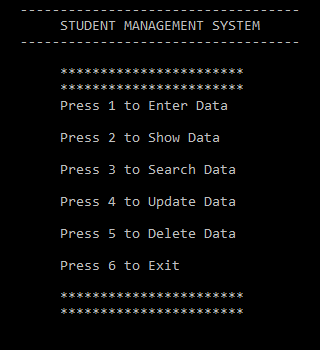 -----------------------------------
STUDENT MANAGEMENT SYSTEM
-----------------------------------
***********************
***********************
Press 1 to Enter Data
Press 2 to Show Data
Press 3 to Search Data
Press 4 to Update Data
Press 5 to Delete Data
Press 6 to Exit
***********************
***********************